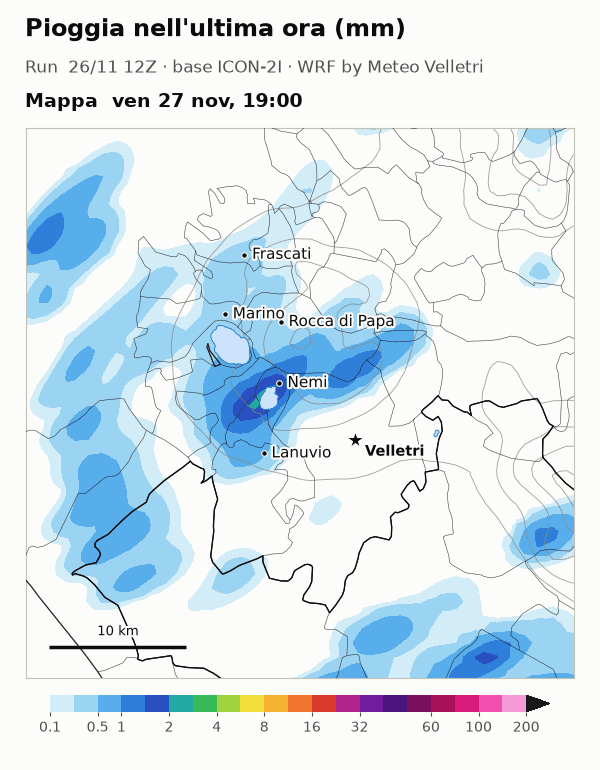 Pioggia nell'ultima ora (mm)
Run  26/11 12Z · base ICON-2I · WRF by Meteo Velletri
Mappa  ven 27 nov, 19:00
Frascati
Marino
Rocca di Papa
Nemi
Velletri
Lanuvio
10 km
0.1 0.5 1 2 4 8 16 32 60 100 200